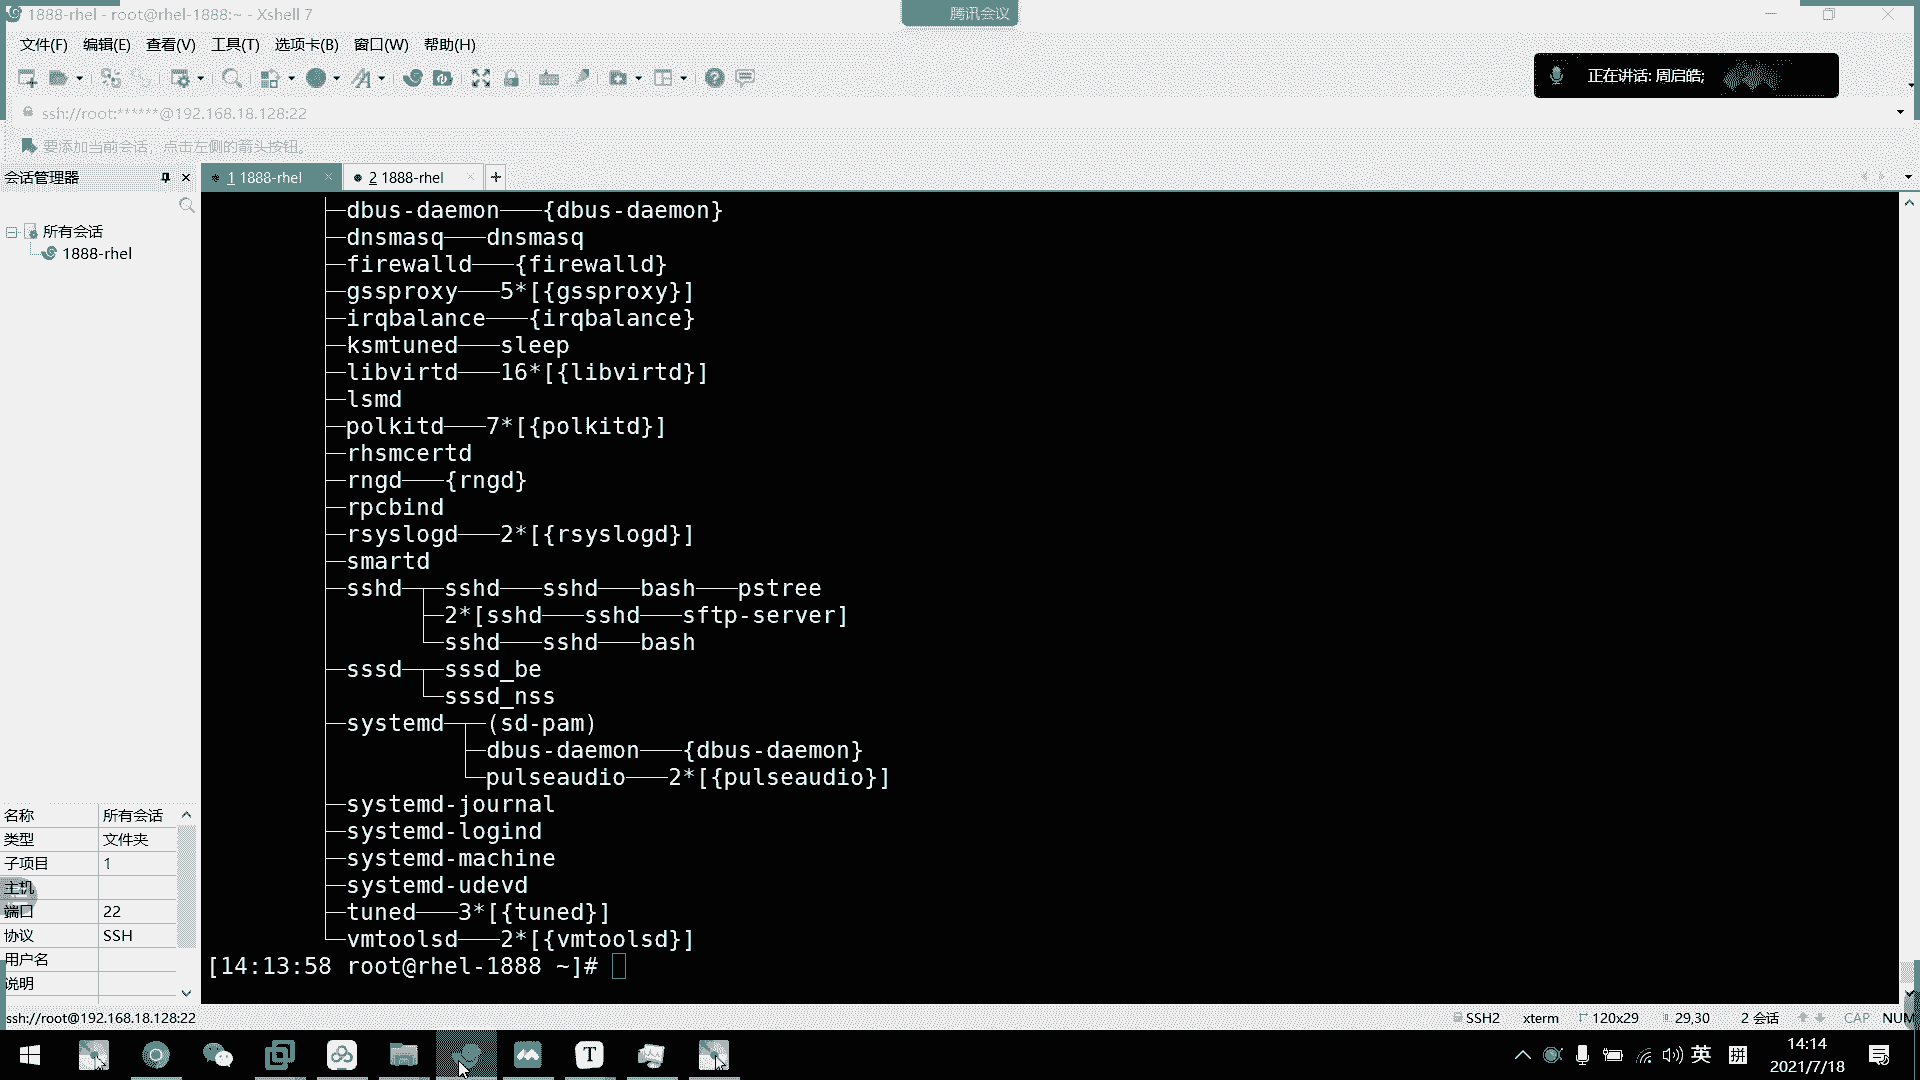 1888-rhel - root@rhel-1888:~ - Xshell 7
腾讯会议
文件(F) 编辑(E) 查看(V) 工具(T) 选项卡(B) 窗口(W) 帮助(H)
正在讲话: 周启皓;
ssh://root:******@192.168.18.128:22
要添加当前会话，点击左侧的箭头按钮。
会话管理器
1 1888-rhel
2 1888-rhel
所有会话
1888-rhel
├─dbus-daemon───{dbus-daemon}
├─dnsmasq───dnsmasq
├─firewalld───{firewalld}
├─gssproxy───5*[{gssproxy}]
├─irqbalance───{irqbalance}
├─ksmtuned───sleep
├─libvirtd───16*[{libvirtd}]
├─lsmd
├─polkitd───7*[{polkitd}]
├─rhsmcertd
├─rngd───{rngd}
├─rpcbind
├─rsyslogd───2*[{rsyslogd}]
├─smartd
├─sshd─┬─sshd───sshd───bash───pstree
│      ├─2*[sshd───sshd───sftp-server]
│      └─sshd───sshd───bash
├─sssd─┬─sssd_be
│      └─sssd_nss
├─systemd─┬─(sd-pam)
│         ├─dbus-daemon───{dbus-daemon}
│         └─pulseaudio───2*[{pulseaudio}]
├─systemd-journal
├─systemd-logind
├─systemd-machine
├─systemd-udevd
├─tuned───3*[{tuned}]
└─vmtoolsd───2*[{vmtoolsd}]
[14:13:58 root@rhel-1888 ~]#
名称 所有会话
类型 文件夹
子项目 1
主机
端口 22
协议 SSH
用户名
说明
ssh://root@192.168.18.128:22
SSH2 xterm 120x29 29,30 2 会话 CAP NUM
英 拼
14:14
2021/7/18